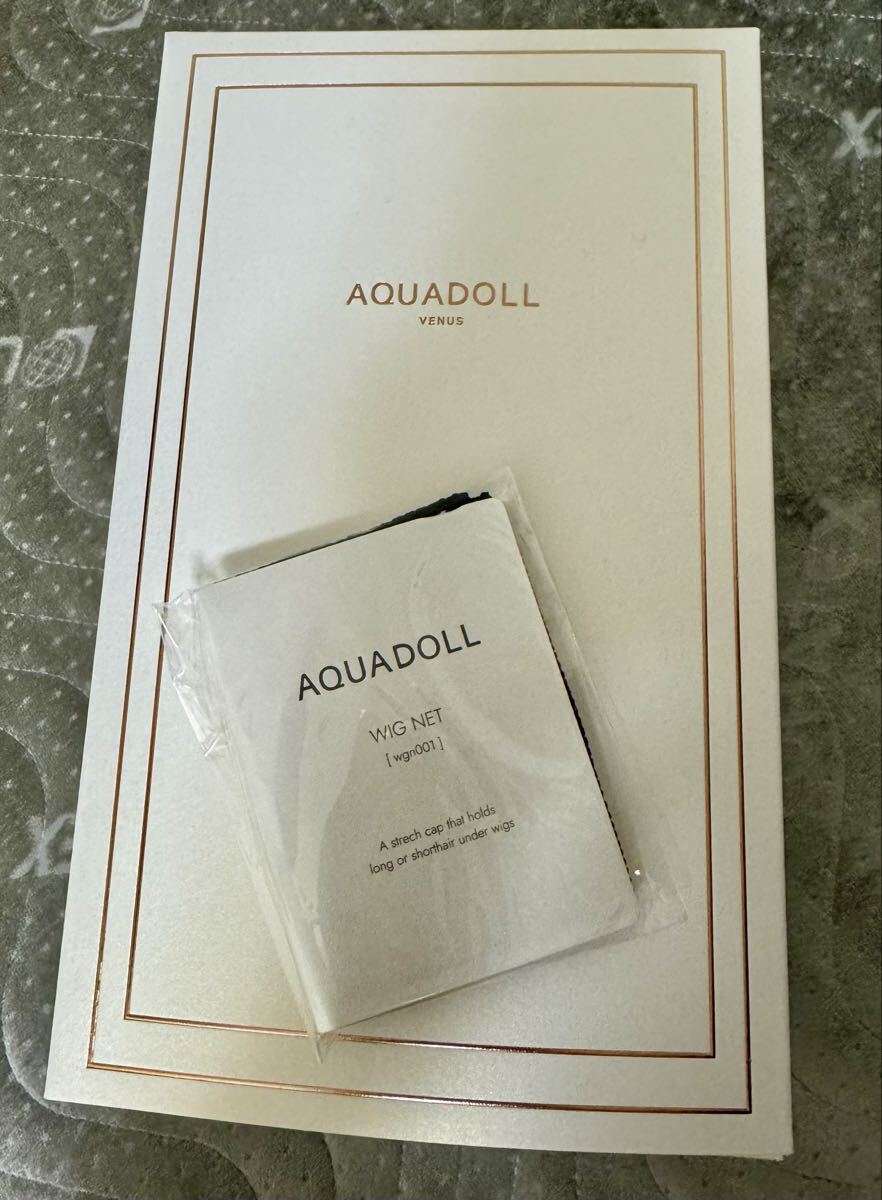 AQUADOLL
VENUS
AQUADOLL
WIG NET
[ wgn001 ]
A strech cap that holds
long or shorthair under wigs